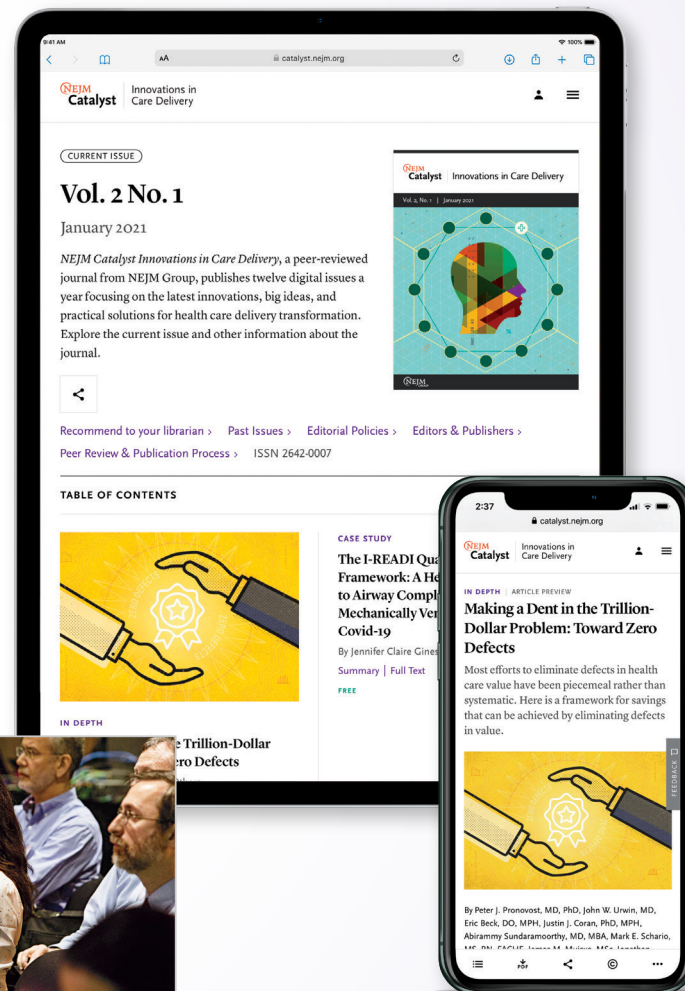 9:41 AM
100%
AA
catalyst.nejm.org
NEJM
Catalyst
Innovations in
Care Delivery
CURRENT ISSUE
Vol. 2 No. 1
January 2021
NEJM Catalyst Innovations in Care Delivery, a peer-reviewed
journal from NEJM Group, publishes twelve digital issues a
year focusing on the latest innovations, big ideas, and
practical solutions for health care delivery transformation.
Explore the current issue and other information about the
journal.
NEJM
Catalyst Innovations in Care Delivery
Vol. 2, No. 1 | January 2021
NEJM
Recommend to your librarian > Past Issues > Editorial Policies > Editors & Publishers >
Peer Review & Publication Process > ISSN 2642-0007
TABLE OF CONTENTS
IN DEPTH
e Trillion-Dollar
ero Defects
CASE STUDY
The I-READI Qua
Framework: A He
to Airway Compl
Mechanically Ven
Covid-19
By Jennifer Claire Gines
Summary | Full Text
FREE
2:37
catalyst.nejm.org
NEJM
Catalyst
Innovations in
Care Delivery
IN DEPTH | ARTICLE PREVIEW
Making a Dent in the Trillion-
Dollar Problem: Toward Zero
Defects
Most efforts to eliminate defects in health
care value have been piecemeal rather than
systematic. Here is a framework for savings
that can be achieved by eliminating defects
in value.
FEEDBACK
By Peter J. Pronovost, MD, PhD, John W. Urwin, MD,
Eric Beck, DO, MPH, Justin J. Coran, PhD, MPH,
Abirammy Sundaramoorthy, MD, MBA, Mark E. Schario,
PDF